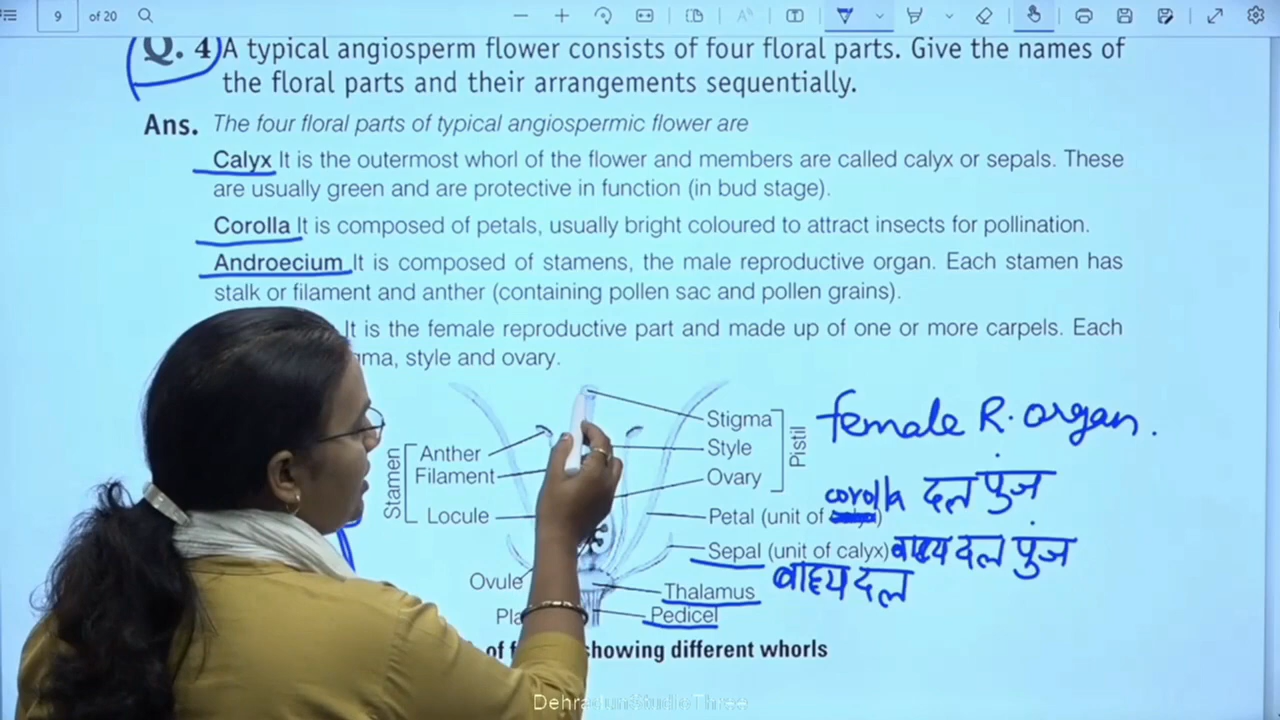 9 of 20
Q. 4) A typical angiosperm flower consists of four floral parts. Give the names of
the floral parts and their arrangements sequentially.
Ans. The four floral parts of typical angiospermic flower are
Calyx It is the outermost whorl of the flower and members are called calyx or sepals. These
are usually green and are protective in function (in bud stage).
Corolla It is composed of petals, usually bright coloured to attract insects for pollination.
Androecium It is composed of stamens, the male reproductive organ. Each stamen has
stalk or filament and anther (containing pollen sac and pollen grains).
It is the female reproductive part and made up of one or more carpels. Each
gma, style and ovary.
Stamen
Anther
Filament
Locule
Ovule
Pla
Stigma
Style
Ovary
Pistil
female R. organ.
Petal (unit of corolla दल पुंज
Sepal (unit of calyx) बाह्य दल पुंज
Thalamus बाह्य दल
Pedicel
of f showing different whorls
DehradunStudioThree